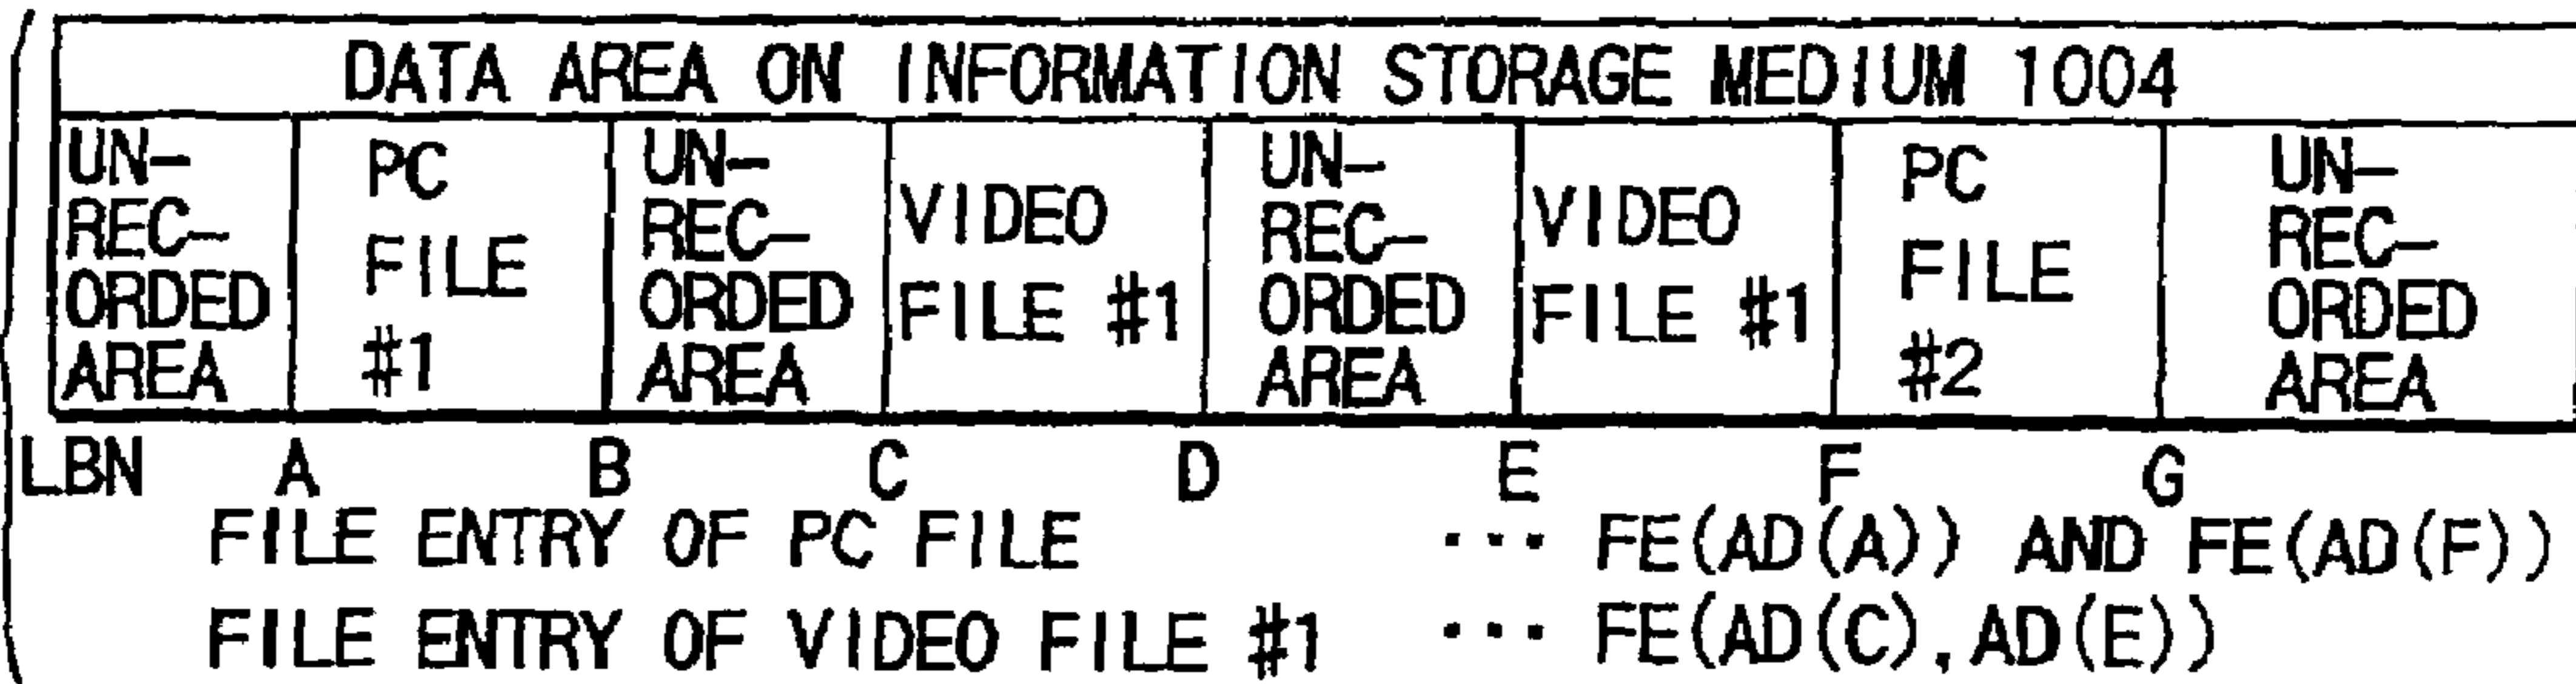 DATA AREA ON INFORMATION STORAGE MEDIUM 1004
UN-
REC-
ORDED
AREA
PC
FILE
#1
UN-
REC-
ORDED
AREA
VIDEO
FILE #1
UN-
REC-
ORDED
AREA
VIDEO
FILE #1
PC
FILE
#2
UN-
REC-
ORDED
AREA
LBN A B C D E F G
FILE ENTRY OF PC FILE ··· FE(AD(A)) AND FE(AD(F))
FILE ENTRY OF VIDEO FILE #1 ··· FE(AD(C),AD(E))